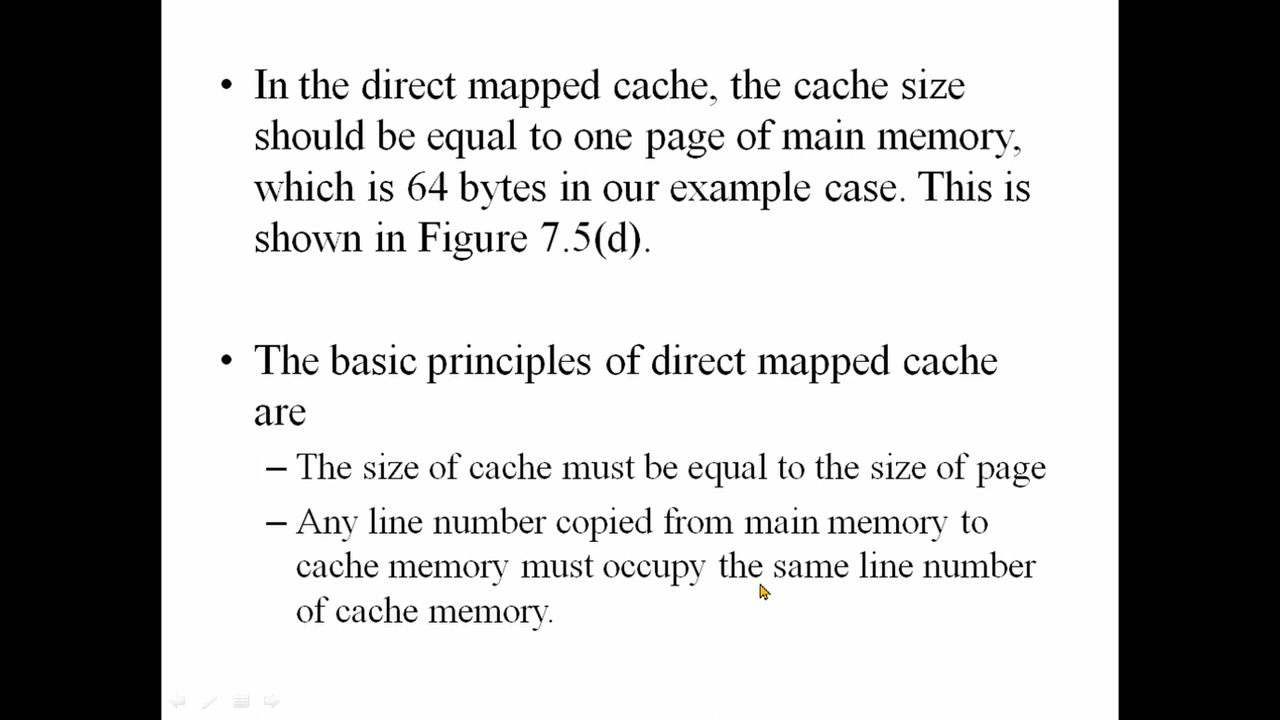 • In the direct mapped cache, the cache size
should be equal to one page of main memory,
which is 64 bytes in our example case. This is
shown in Figure 7.5(d).
• The basic principles of direct mapped cache
are
– The size of cache must be equal to the size of page
– Any line number copied from main memory to
cache memory must occupy the same line number
of cache memory.